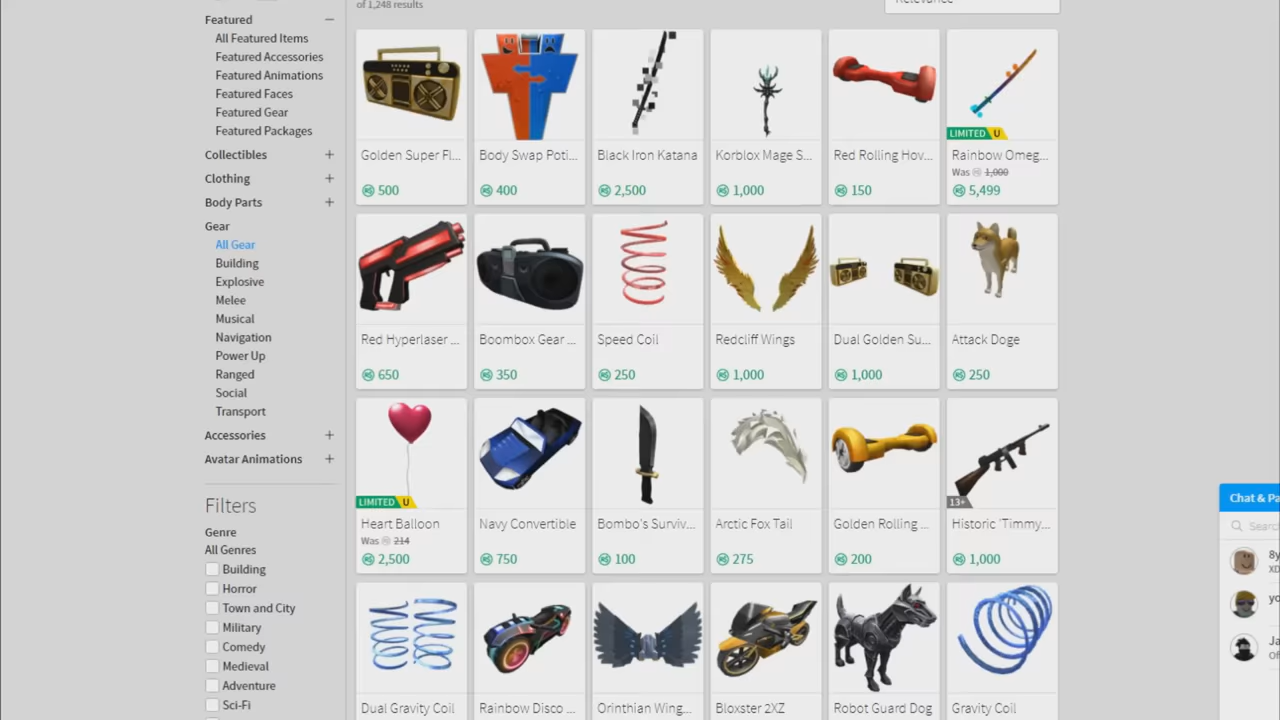 of 1,248 results
Relevance
Featured
All Featured Items
Featured Accessories
Featured Animations
Featured Faces
Featured Gear
Featured Packages
Collectibles
Clothing
Body Parts
Gear
All Gear
Building
Explosive
Melee
Musical
Navigation
Power Up
Ranged
Social
Transport
Accessories
Avatar Animations
Filters
Genre
All Genres
Building
Horror
Town and City
Military
Comedy
Medieval
Adventure
Sci-Fi
LIMITED U
Golden Super Fl...
Body Swap Poti...
Black Iron Katana
Korblox Mage S...
Red Rolling Hov...
Rainbow Omeg...
Was R$ 1,000
R$ 500
R$ 400
R$ 2,500
R$ 1,000
R$ 150
R$ 5,499
Red Hyperlaser ...
Boombox Gear ...
Speed Coil
Redcliff Wings
Dual Golden Su...
Attack Doge
R$ 650
R$ 350
R$ 250
R$ 1,000
R$ 1,000
R$ 250
LIMITED U
13+
Heart Balloon
Navy Convertible
Bombo's Surviv...
Arctic Fox Tail
Golden Rolling ...
Historic 'Timmy...
Was R$ 214
R$ 2,500
R$ 750
R$ 100
R$ 275
R$ 200
R$ 1,000
Dual Gravity Coil
Rainbow Disco ...
Orinthian Wing...
Bloxster 2XZ
Robot Guard Dog
Gravity Coil
Chat & Pa
Searc
8y
XD
yo
Ja
Of